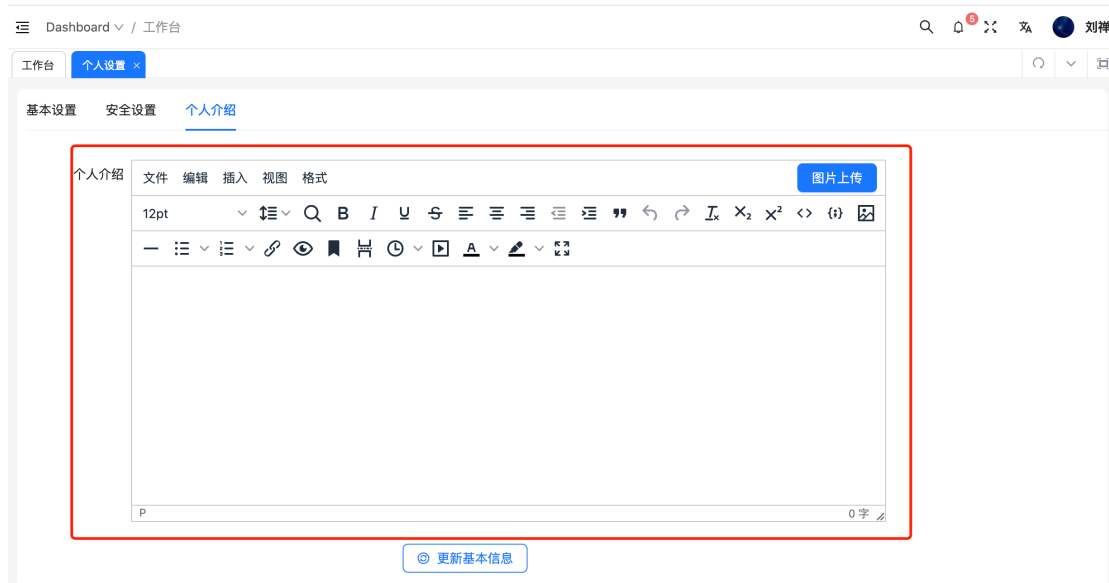 Dashboard / 工作台 5 刘禅
工作台 个人设置 ×
基本设置 安全设置 个人介绍
个人介绍 文件 编辑 插入 视图 格式 图片上传
12pt
P 0 字
更新基本信息